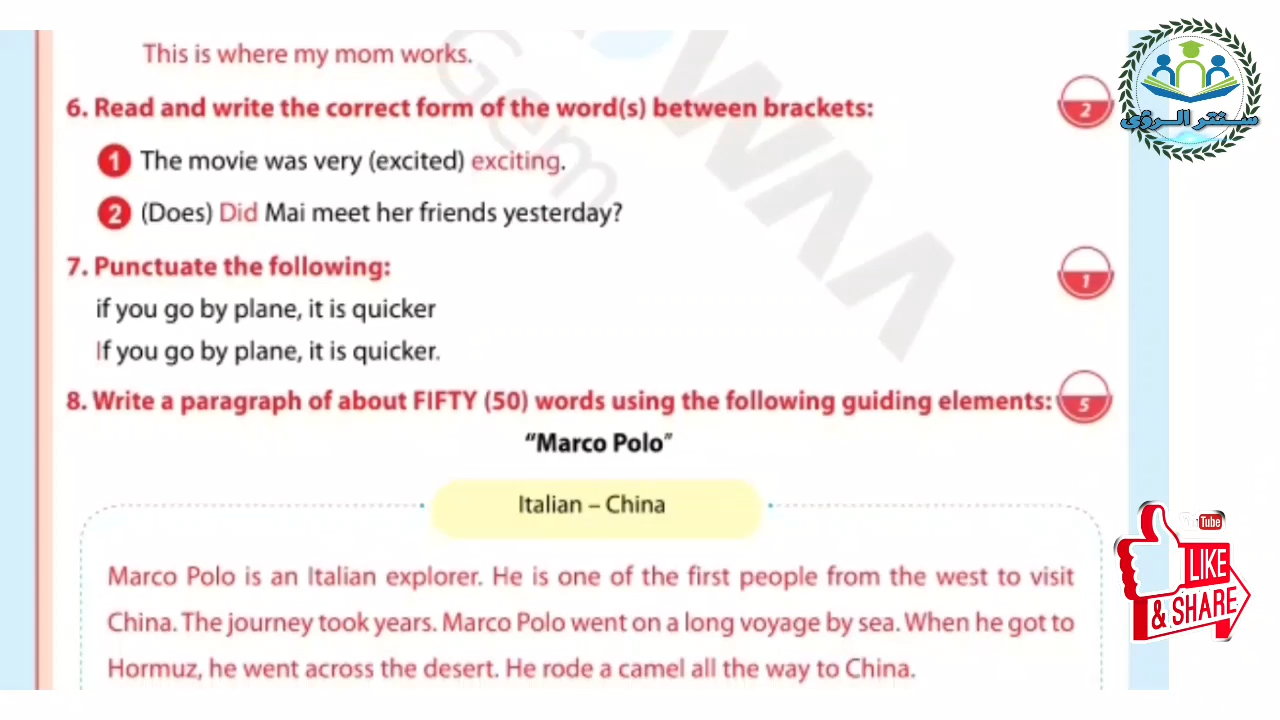 This is where my mom works.
6. Read and write the correct form of the word(s) between brackets:
2
سنتر الرؤى
1 The movie was very (excited) exciting.
2 (Does) Did Mai meet her friends yesterday?
7. Punctuate the following:
1
if you go by plane, it is quicker
If you go by plane, it is quicker.
8. Write a paragraph of about FIFTY (50) words using the following guiding elements:
5
"Marco Polo"
Italian – China
Marco Polo is an Italian explorer. He is one of the first people from the west to visit
China. The journey took years. Marco Polo went on a long voyage by sea. When he got to
Hormuz, he went across the desert. He rode a camel all the way to China.
YouTube
LIKE
& SHARE
Gem